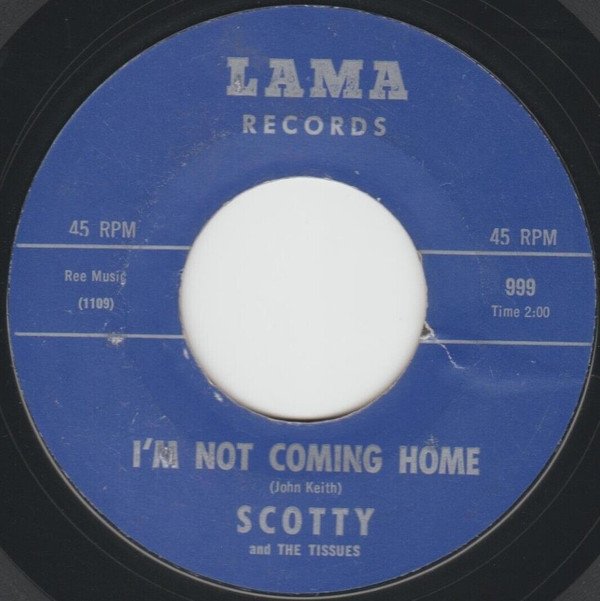 LAMA
RECORDS
45 RPM
45 RPM
Ree Music
(1109)
999
Time 2:00
I'M NOT COMING HOME
(John Keith)
SCOTTY
and THE TISSUES